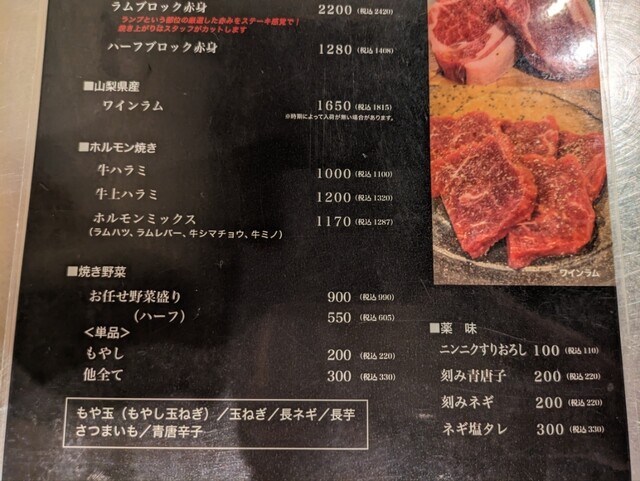 ラムブロック赤身 2200(税込2420)
ランプという部位の厳選した赤みをステーキ感覚で!
焼き上がりはスタッフがカットします
ハーフブロック赤身 1280(税込1408)
■山梨県産
ワインラム 1650(税込1815)
※時期によって入荷が無い場合があります。
■ホルモン焼き
牛ハラミ 1000(税込1100)
牛上ハラミ 1200(税込1320)
ホルモンミックス 1170(税込1287)
(ラムハツ、ラムレバー、牛シマチョウ、牛ミノ)
■焼き野菜
お任せ野菜盛り 900(税込990)
(ハーフ) 550(税込605)
<単品>
もやし 200(税込220)
他全て 300(税込330)
もや玉(もやし玉ねぎ)/玉ねぎ/長ネギ/長芋
さつまいも/青唐辛子
ワインラム
■薬 味
ニンニクすりおろし 100(税込110)
刻み青唐子 200(税込220)
刻みネギ 200(税込220)
ネギ塩タレ 300(税込330)